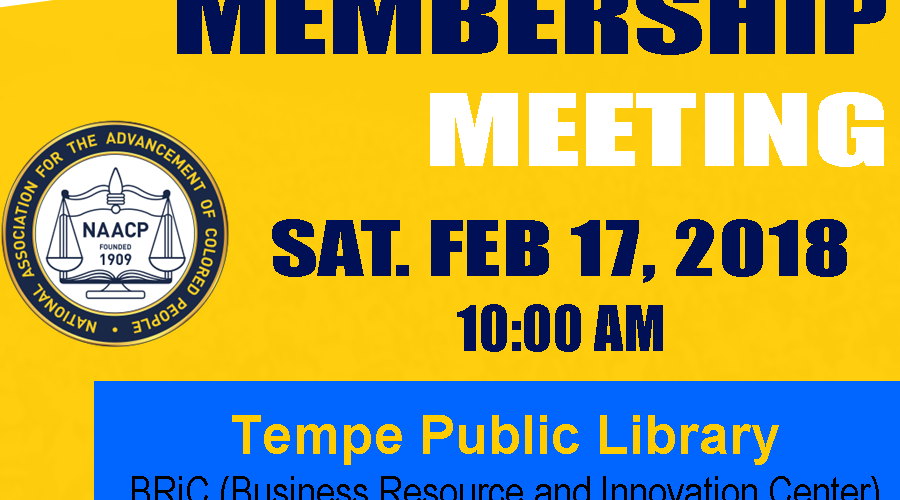 MEMBERSHIP
MEETING
NATIONAL ASSOCIATION FOR THE ADVANCEMENT OF COLORED PEOPLE •
NAACP
FOUNDED
1909
SAT. FEB 17, 2018
10:00 AM
Tempe Public Library
BRiC (Business Resource and Innovation Center)